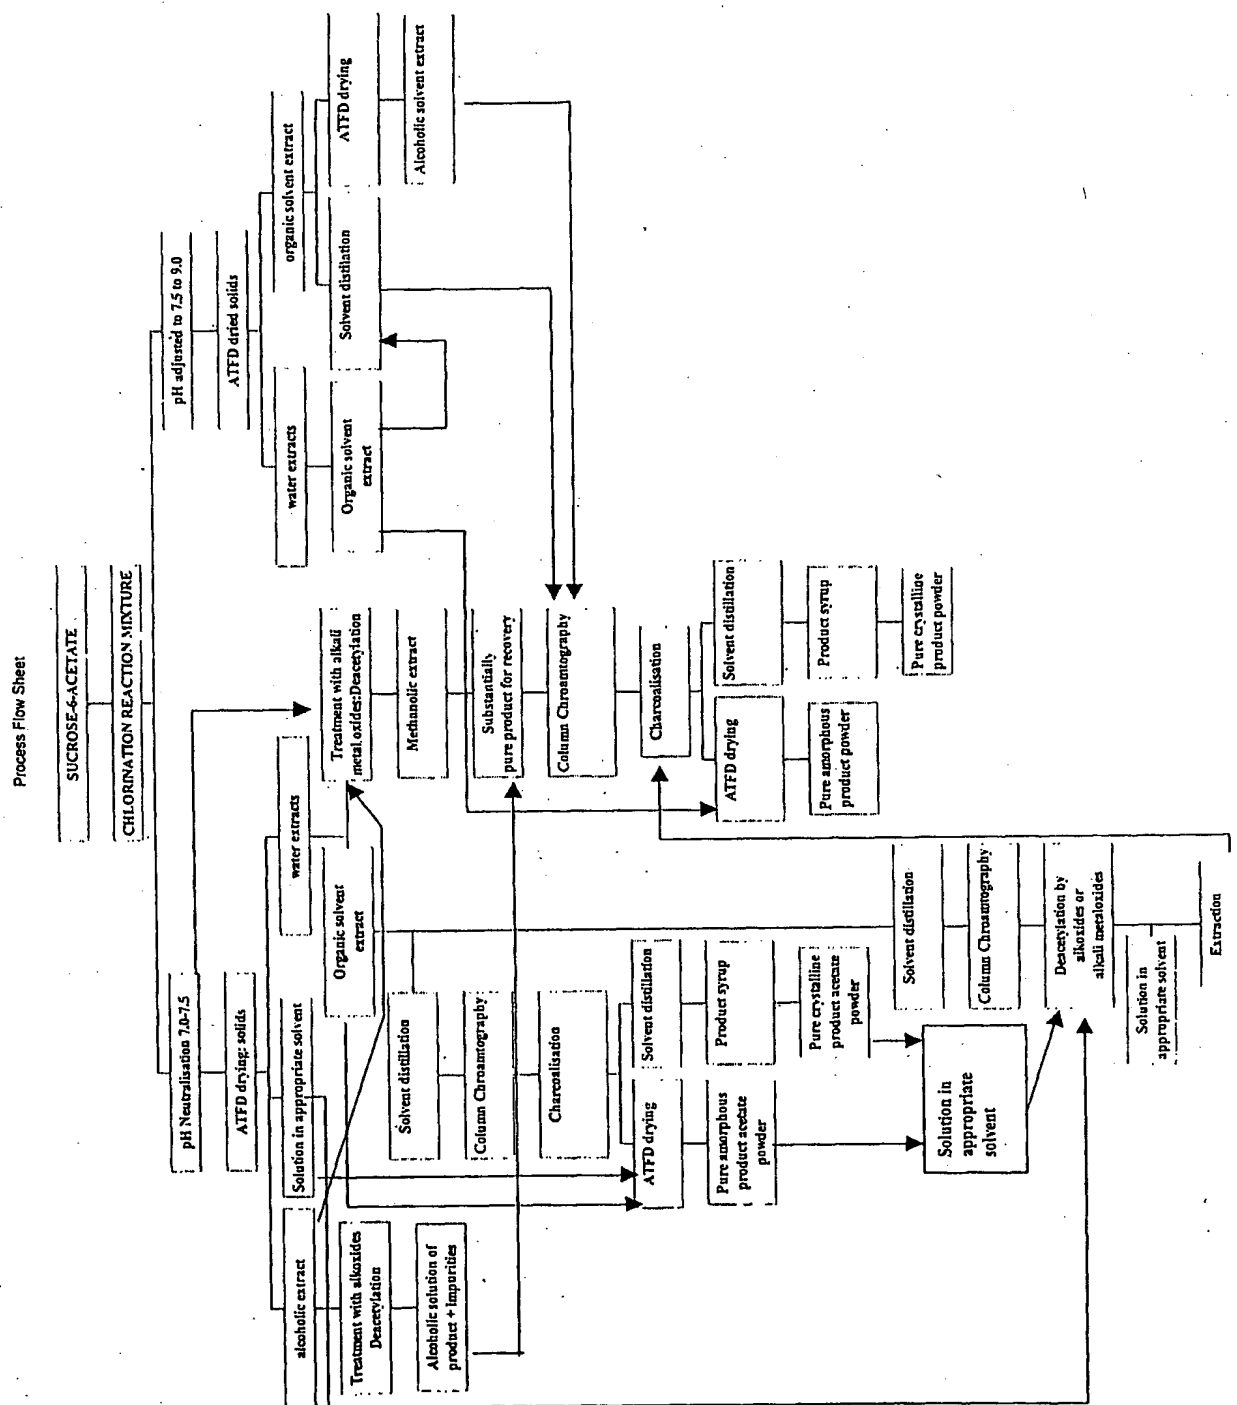 Process Flow Sheet
SUCROSE-6-ACETATE
CHLORINATION REACTION MIXTURE
pH Neutralisation 7.0-7.5
ATFD drying: solids
alcoholic extract
Solution in appropriate solvent
water extracts
Treatment with alkoxides
Deacetylation
Alcoholic solution of
product + Impurities
Organic solvent
extract
Solvent distillation
Column Chroamtography
Charcoalisation
ATFD drying
Solvent distillation
Pure amorphous
product acetate
powder
Product syrup
Pure crystalline
product acetate
powder
Solution in
appropriate
solvent
Solvent distillation
Column Chroamtography
Deacetylation by
alkoxides or
alkali metaloxides
Solution in
appropriate solvent
Extraction
Treatment with alkali
metal oxides:Deacetylation
Methanolic extract
Substantially
pure product for recovery
Column Chroamtography
Charcoalisation
ATFD drying
Solvent distillation
Pure amorphous
product powder
Product syrup
Pure crystalline
product powder
pH adjusted to 7.5 to 9.0
ATFD dried solids
water extracts
organic solvent extract
Organic solvent
extract
Solvent distilation
ATFD drying
Alcoholic solvent extract